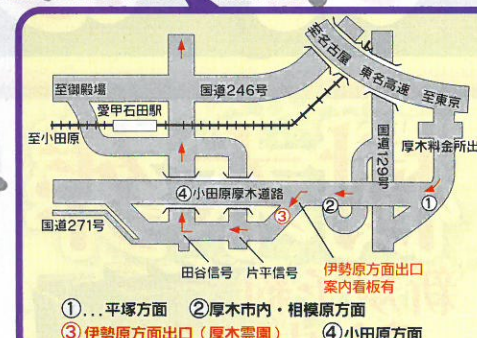 至名古屋
東名高速
至東京
至御殿場
国道246号
愛甲石田駅
至小田原
国道129号
厚木料金所出
④小田原厚木道路
①
②
③
国道271号
田谷信号
片平信号
伊勢原方面出口
案内看板有
①...平塚方面 ②厚木市内・相模原方面
③伊勢原方面出口(厚木霊園) ④小田原方面